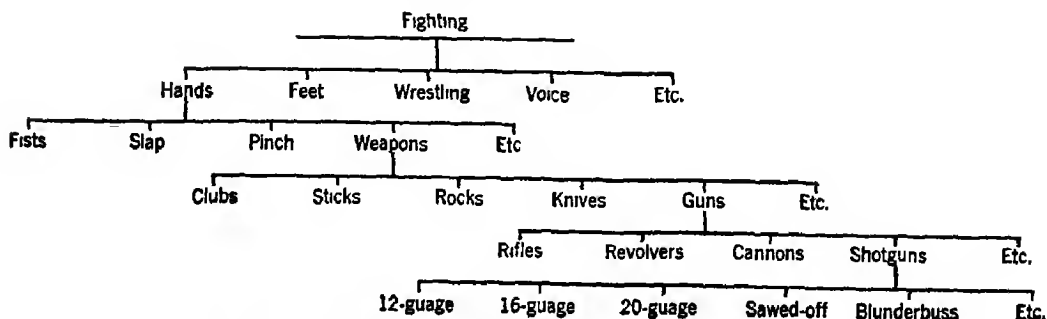 Fighting
Hands Feet Wrestling Voice Etc.
Fists Slap Pinch Weapons Etc
Clubs Sticks Rocks Knives Guns Etc.
Rifles Revolvers Cannons Shotguns Etc.
12-guage 16-guage 20-guage Sawed-off Blunderbuss Etc.